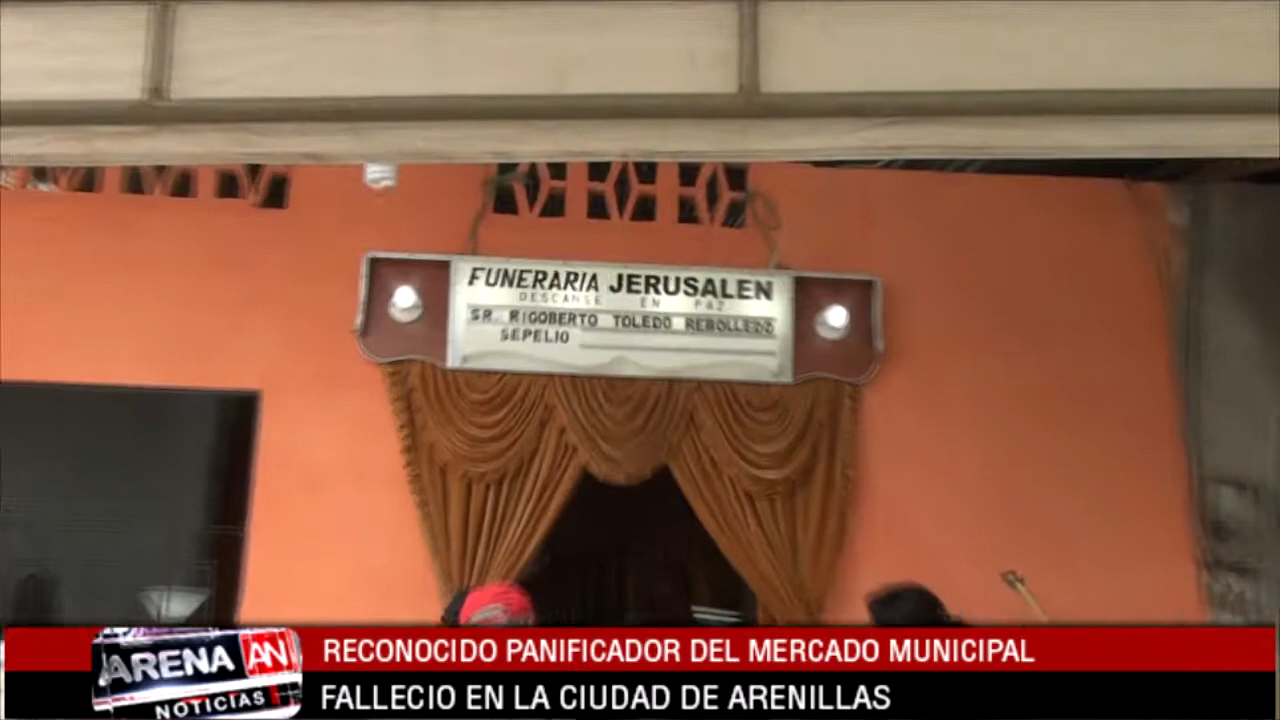 FUNERARIA JERUSALEN
DESCANSE EN PAZ
SR. RIGOBERTO TOLEDO REBOLLEDO
SEPELIO
ARENA AN
NOTICIAS
RECONOCIDO PANIFICADOR DEL MERCADO MUNICIPAL
FALLECIO EN LA CIUDAD DE ARENILLAS